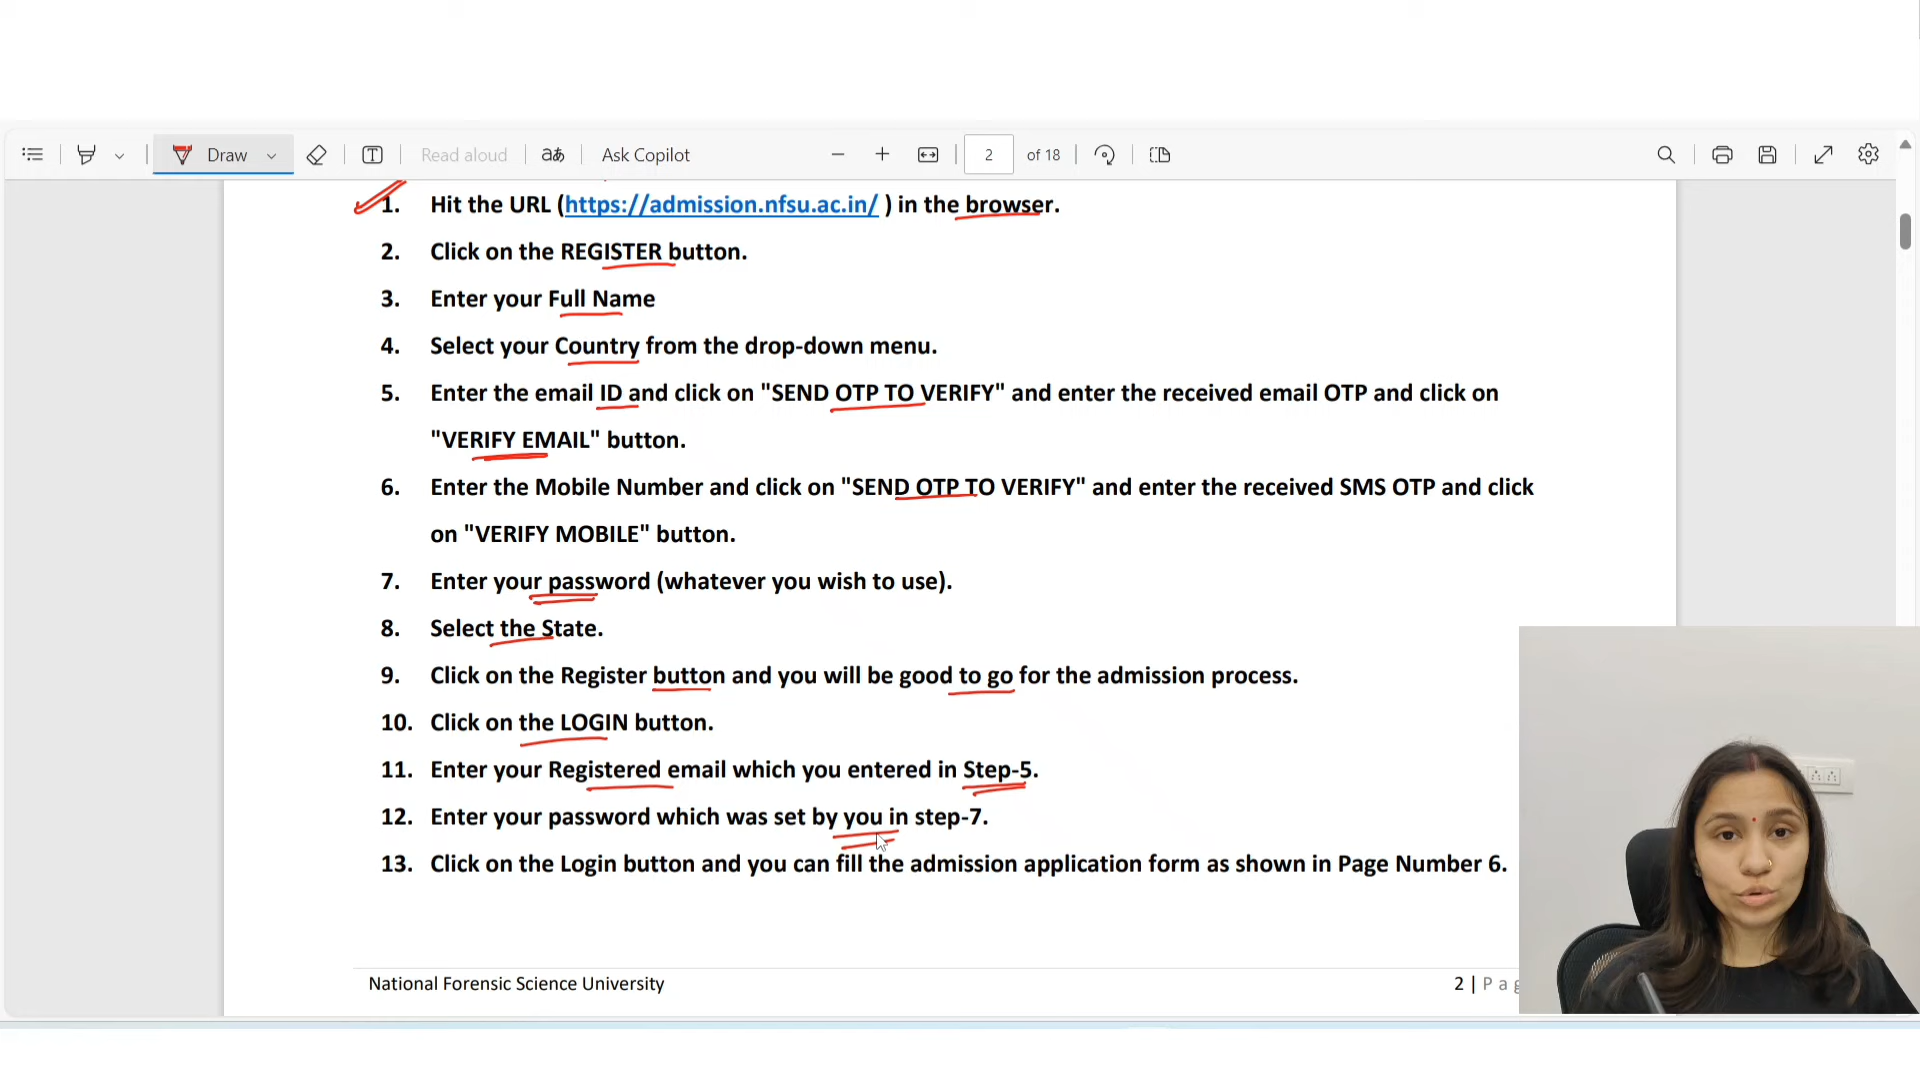 Draw
Read aloud
aあ
Ask Copilot
2
of 18
1. Hit the URL (https://admission.nfsu.ac.in/ ) in the browser.
2. Click on the REGISTER button.
3. Enter your Full Name
4. Select your Country from the drop-down menu.
5. Enter the email ID and click on "SEND OTP TO VERIFY" and enter the received email OTP and click on
"VERIFY EMAIL" button.
6. Enter the Mobile Number and click on "SEND OTP TO VERIFY" and enter the received SMS OTP and click
on "VERIFY MOBILE" button.
7. Enter your password (whatever you wish to use).
8. Select the State.
9. Click on the Register button and you will be good to go for the admission process.
10. Click on the LOGIN button.
11. Enter your Registered email which you entered in Step-5.
12. Enter your password which was set by you in step-7.
13. Click on the Login button and you can fill the admission application form as shown in Page Number 6.
National Forensic Science University
2 | Pag